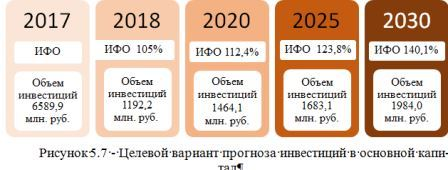 2017 2018 2020 2025 2030
ИФО ИФО 105% ИФО 112,4% ИФО 123,8% ИФО 140,1%
Объем Объем Объем Объем Объем
инвестиций инвестиций инвестиций инвестиций инвестиций
6589,9 1192,2 1464,1 1683,1 1984,0
млн. руб. млн. руб. млн. руб. млн. руб. млн. руб.
Рисунок·5.7·-·Целевой·вариант·прогноза·инвестиций·в·основной·капи-
тал¶